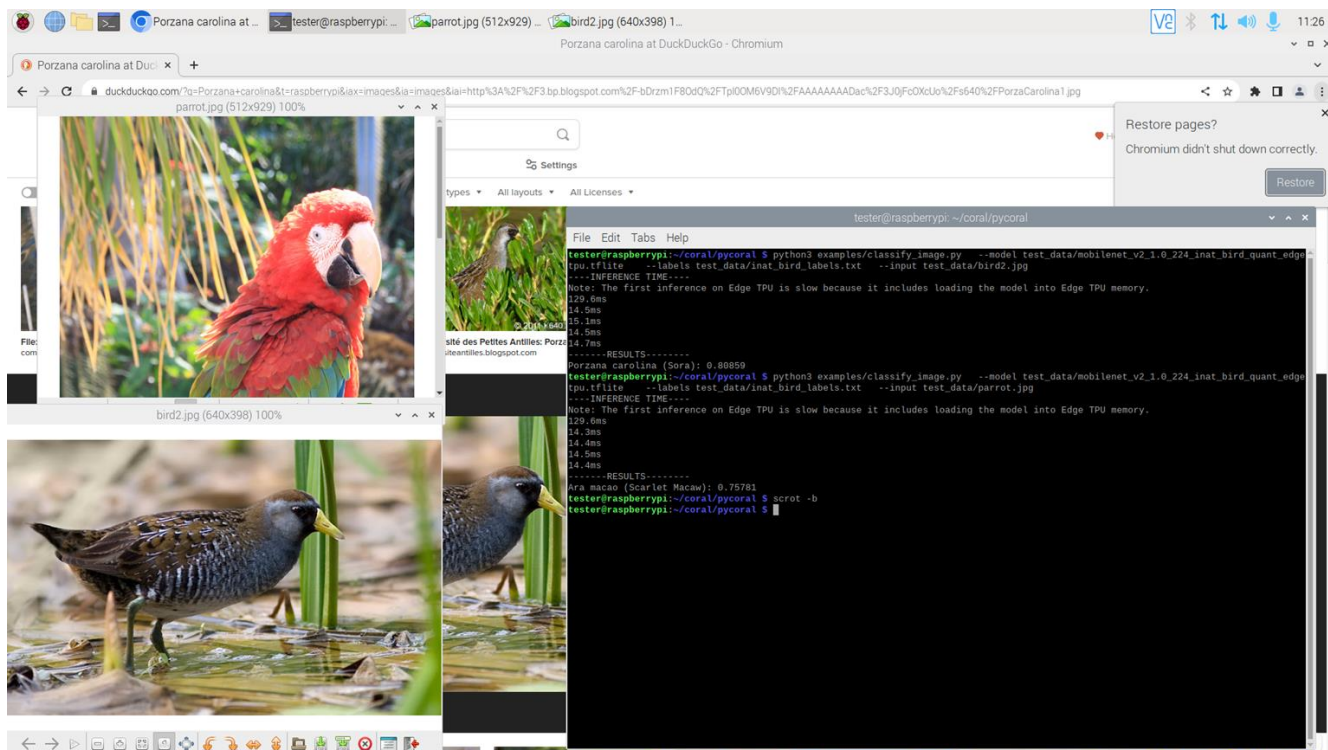 Porzana carolina at ...
tester@raspberrypi: ...
parrot.jpg (512x929) ...
bird2.jpg (640x398) 1...
V2
11:26
Porzana carolina at DuckDuckGo - Chromium
Porzana carolina at Duc
duckduckgo.com/?q=Porzana+carolina&t=raspberrypi&iax=images&ia=images&iai=http%3A%2F%2F3.bp.blogspot.com%2F-bDrzm1F8OdQ%2FTpl0OM6V9DI%2FAAAAAAAADac%2F3J0jFcOXcUo%2Fs640%2FPorzaCarolina1.jpg
parrot.jpg (512x929) 100%
Restore pages?
Chromium didn't shut down correctly.
Restore
Settings
types
All layouts
All Licenses
© 2011
File:
com
sité des Petites Antilles: Porza
siteantilles.blogspot.com
bird2.jpg (640x398) 100%
tester@raspberrypi: ~/coral/pycoral
File Edit Tabs Help
tester@raspberrypi:~/coral/pycoral $ python3 examples/classify_image.py --model test_data/mobilenet_v2_1.0_224_inat_bird_quant_edge
tpu.tflite --labels test_data/inat_bird_labels.txt --input test_data/bird2.jpg
----INFERENCE TIME----
Note: The first inference on Edge TPU is slow because it includes loading the model into Edge TPU memory.
129.6ms
14.5ms
15.1ms
14.5ms
14.7ms
-------RESULTS--------
Porzana carolina (Sora): 0.80859
tester@raspberrypi:~/coral/pycoral $ python3 examples/classify_image.py --model test_data/mobilenet_v2_1.0_224_inat_bird_quant_edge
tpu.tflite --labels test_data/inat_bird_labels.txt --input test_data/parrot.jpg
----INFERENCE TIME----
Note: The first inference on Edge TPU is slow because it includes loading the model into Edge TPU memory.
129.6ms
14.3ms
14.4ms
14.5ms
14.4ms
-------RESULTS--------
Ara macao (Scarlet Macaw): 0.75781
tester@raspberrypi:~/coral/pycoral $ scrot -b
tester@raspberrypi:~/coral/pycoral $